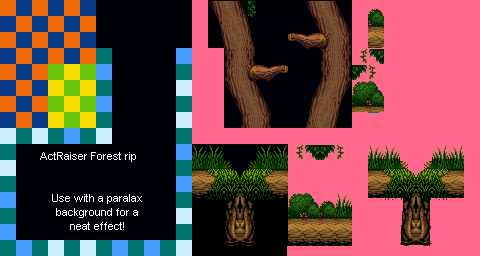 ActRaiser Forest rip
Use with a paralax
background for a
neat effect!